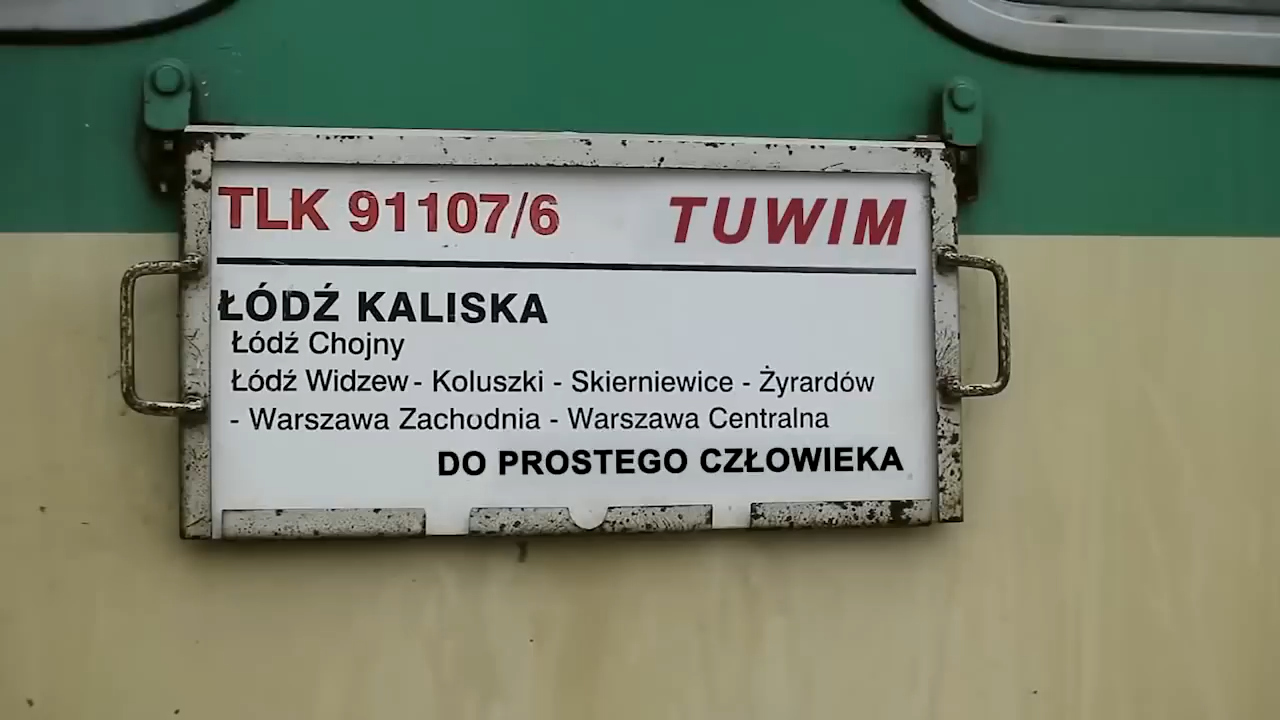 TLK 91107/6 TUWIM
ŁÓDŹ KALISKA
Łódź Chojny
Łódź Widzew - Koluszki - Skierniewice - Żyrardów
- Warszawa Zachodnia - Warszawa Centralna
DO PROSTEGO CZŁOWIEKA